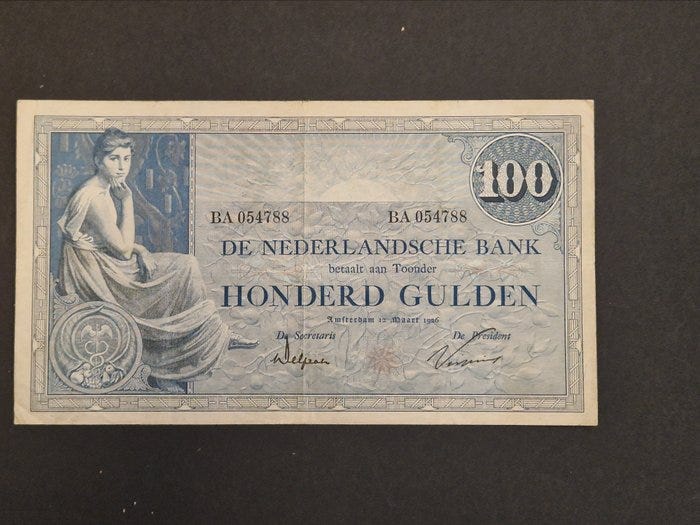 100
BA 054788 BA 054788
DE NEDERLANDSCHE BANK
betaalt aan Toonder
HONDERD GULDEN
Amsterdam 12 Maart 1926
De Secretaris De President